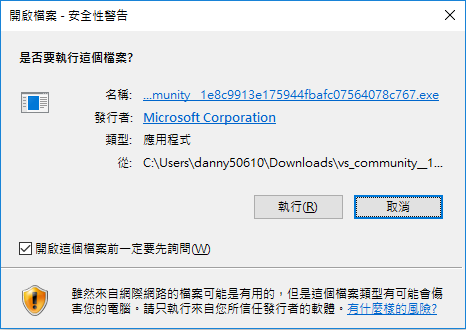 開啟檔案 - 安全性警告
是否要執行這個檔案?
名稱: ...munity__1e8c9913e175944fbafc07564078c767.exe
發行者: Microsoft Corporation
類型: 應用程式
從: C:\Users\danny50610\Downloads\vs_community__1...
執行(R) 取消
開啟這個檔案前一定要先詢問(W)
雖然來自網際網路的檔案可能是有用的，但是這個檔案類型有可能會傷
害您的電腦。請只執行來自您所信任發行者的軟體。有什麼樣的風險?